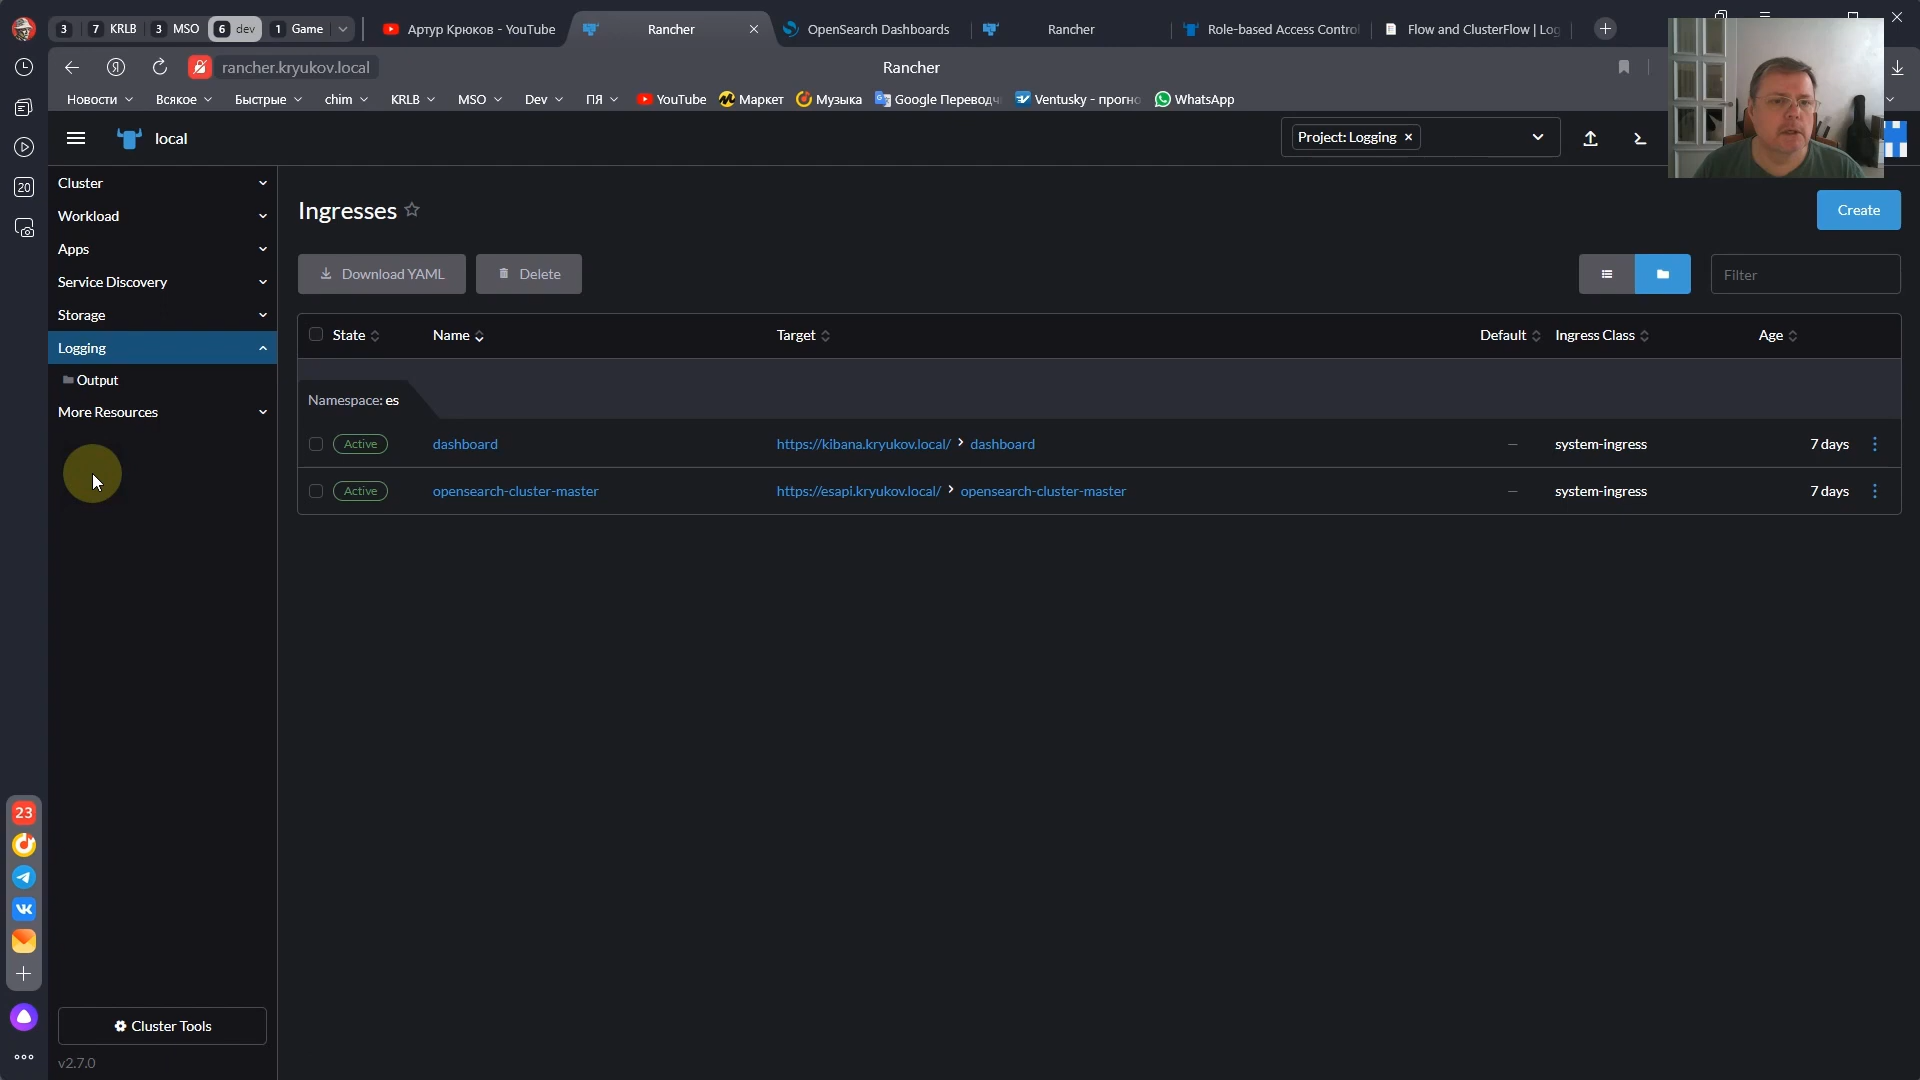 3
7 KRLB
3 MSO
6 dev
1 Game
Артур Крюков - YouTube
Rancher
OpenSearch Dashboards
Rancher
Role-based Access Control
Flow and ClusterFlow | Log
rancher.kryukov.local
Rancher
Новости
Всякое
Быстрые
chim
KRLB
MSO
Dev
ПЯ
YouTube
Маркет
Музыка
Google Переводч
Ventusky - прогно
WhatsApp
local
Project: Logging
20
Cluster
Workload
Apps
Service Discovery
Storage
Logging
Output
More Resources
Ingresses
Create
Download YAML
Delete
Filter
State
Name
Target
Default
Ingress Class
Age
Namespace: es
Active
dashboard
https://kibana.kryukov.local/ > dashboard
–
system-ingress
7 days
Active
opensearch-cluster-master
https://esapi.kryukov.local/ > opensearch-cluster-master
–
system-ingress
7 days
23
Cluster Tools
v2.7.0